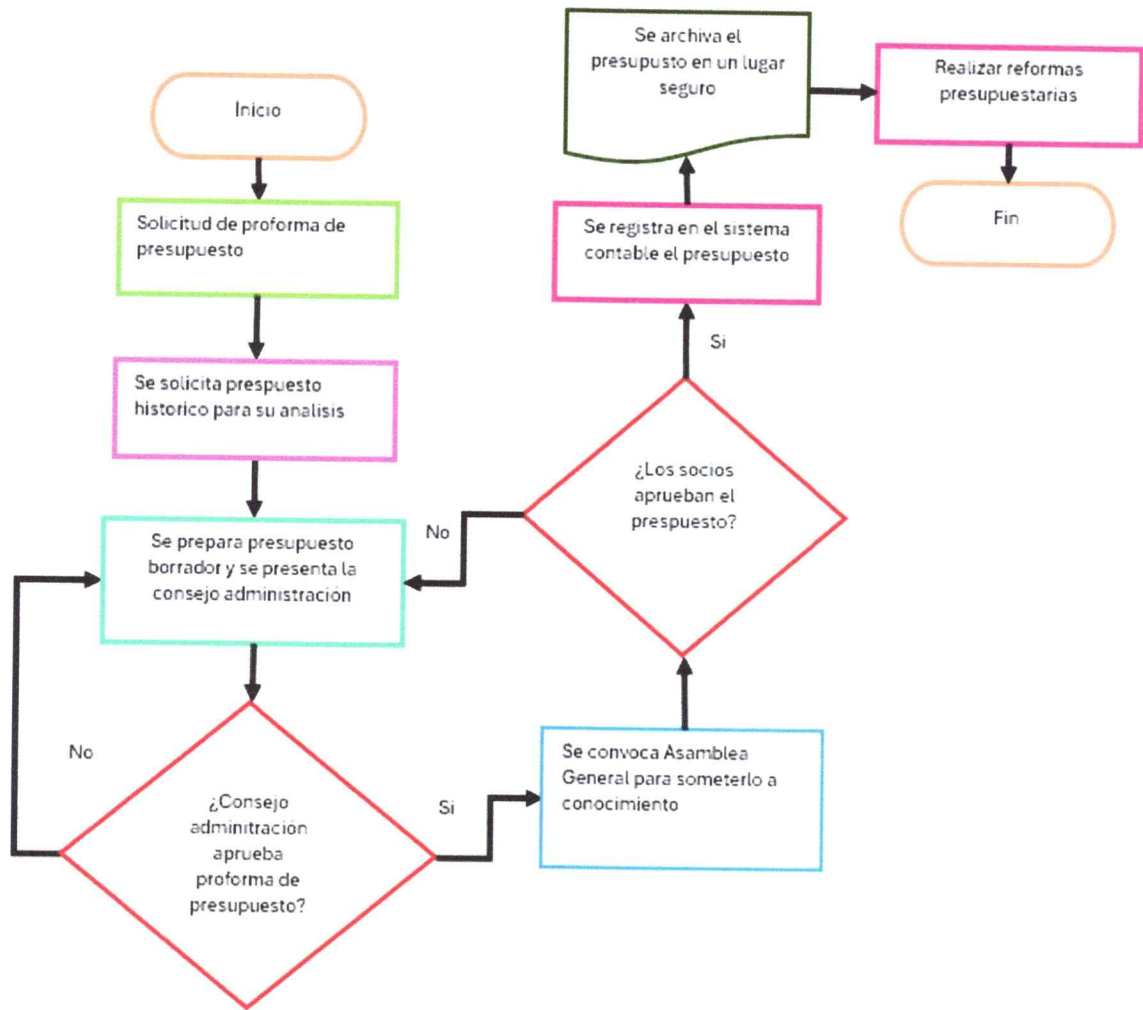 Inicio
Solicitud de proforma de
presupuesto
Se solicita prespuesto
historico para su analisis
Se prepara presupuesto
borrador y se presenta la
consejo administración
No
¿Consejo
adminitración
aprueba
proforma de
presupuesto?
Si
Se convoca Asamblea
General para someterlo a
conocimiento
¿Los socios
aprueban el
prespuesto?
No
Si
Se registra en el sistema
contable el presupuesto
Se archiva el
presupusto en un lugar
seguro
Realizar reformas
presupuestarias
Fin